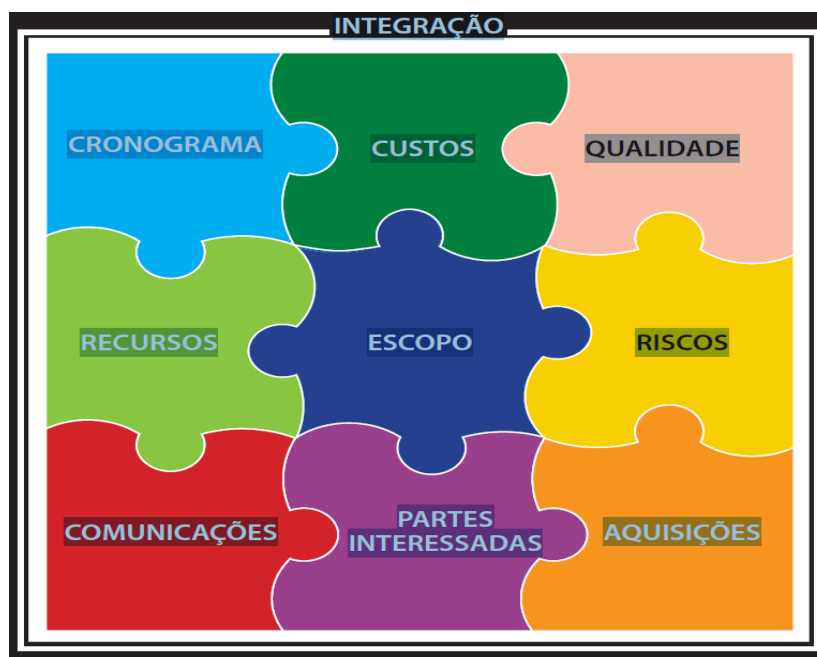 INTEGRAÇÃO
CRONOGRAMA
CUSTOS
QUALIDADE
RECURSOS
ESCOPO
RISCOS
COMUNICAÇÕES
PARTES
INTERESSADAS
AQUISIÇÕES